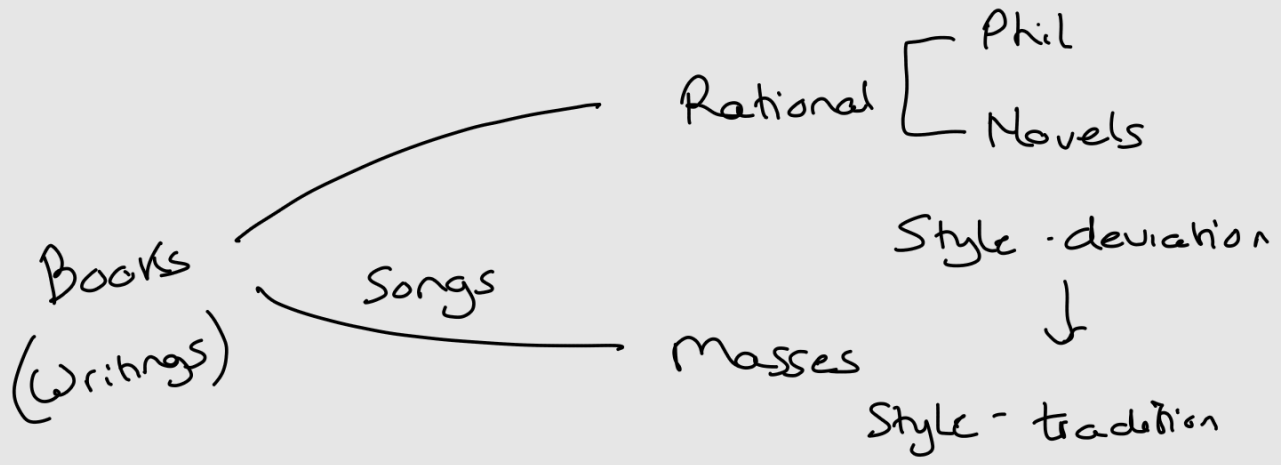 Phil
Rational
Novels
Style - deviation
Books
Songs
(Writings)
Masses
Style - tradition